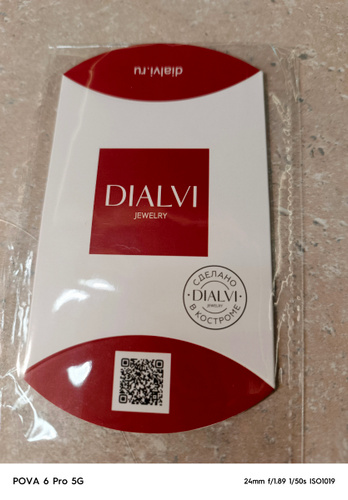 dialvi.ru
DIALVI
JEWELRY
СДЕЛАНО
DIALVI
JEWELRY
В КОСТРОМЕ
POVA 6 Pro 5G
24mm f/1.89 1/50s ISO1019